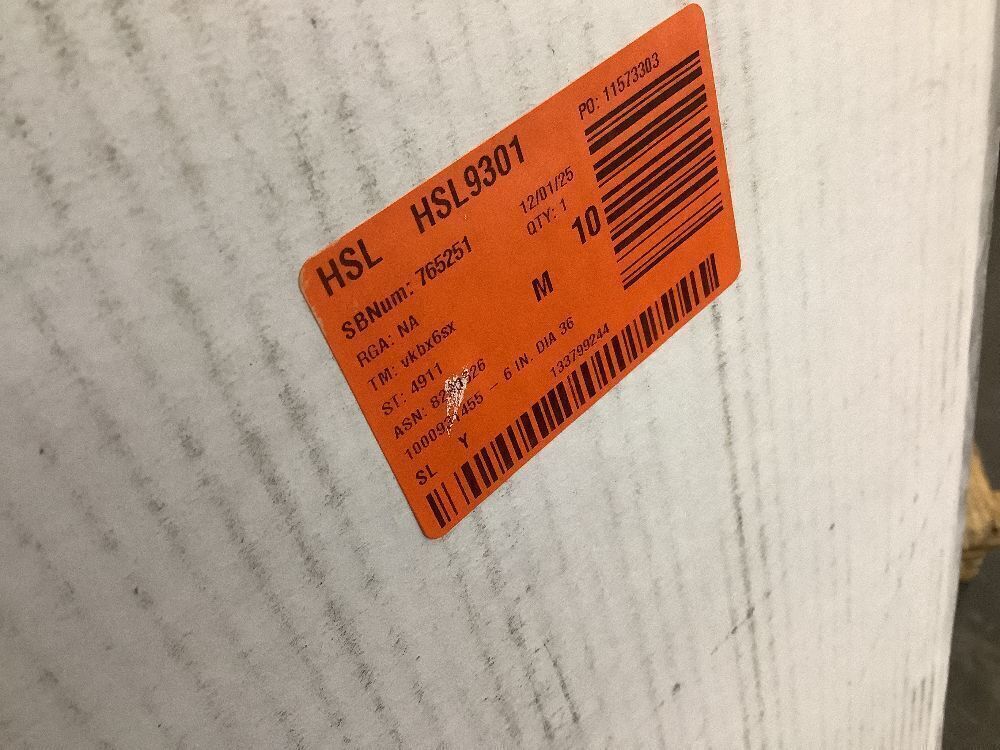 HSL HSL9301
PO: 11573303
SBNum: 765251
12/01/25
RGA: NA
QTY: 1
TM: vkbx6sx
M
10
ST: 4911
ASN:
- 6 IN. DIA 36
SL Y
133799244